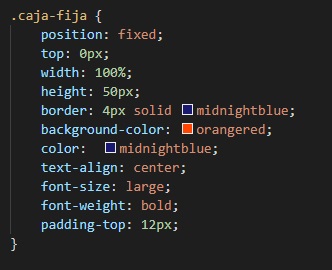 .caja-fija {
position: fixed;
top: 0px;
width: 100%;
height: 50px;
border: 4px solid midnightblue;
background-color: orangered;
color: midnightblue;
text-align: center;
font-size: large;
font-weight: bold;
padding-top: 12px;
}